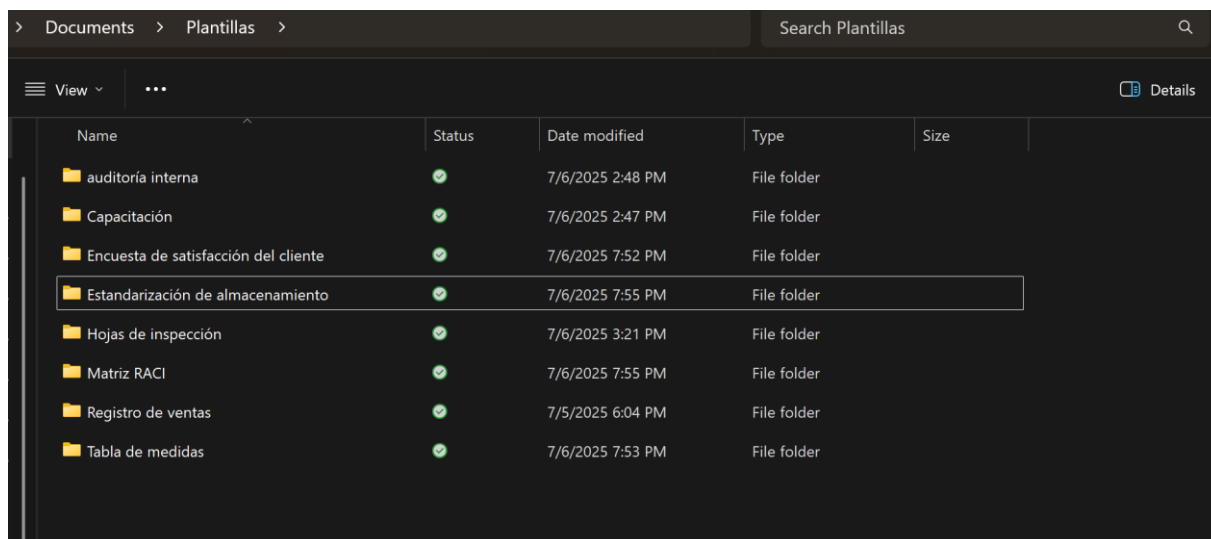 > Documents > Plantillas >
Search Plantillas
View
Details
Name Status Date modified Type Size
auditoría interna 7/6/2025 2:48 PM File folder
Capacitación 7/6/2025 2:47 PM File folder
Encuesta de satisfacción del cliente 7/6/2025 7:52 PM File folder
Estandarización de almacenamiento 7/6/2025 7:55 PM File folder
Hojas de inspección 7/6/2025 3:21 PM File folder
Matriz RACI 7/6/2025 7:55 PM File folder
Registro de ventas 7/5/2025 6:04 PM File folder
Tabla de medidas 7/6/2025 7:53 PM File folder